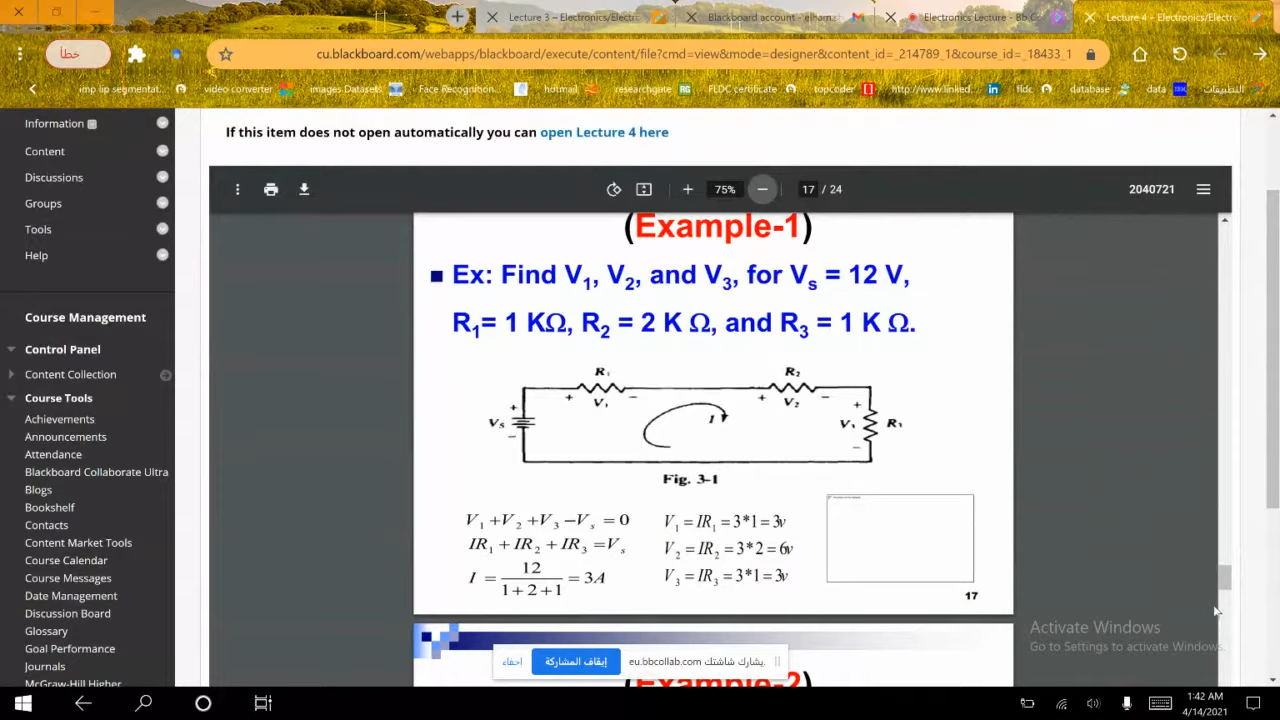 Lecture 3 – Electronics/Electr
Blackboard account - elham
Electronics Lecture - Bb Co
Lecture 4 – Electronics/Electr
خطأ
cu.blackboard.com/webapps/blackboard/execute/content/file?cmd=view&mode=designer&content_id=_214789_1&course_id=_18433_1
imp lip segmentat... video converter images Datasets Face Recognition... hotmail researchgate FLDC certificate topcoder http://www.linked... fldc database data التطبيقات
Information
Content
Discussions
Groups
Tools
Help
Course Management
Control Panel
Content Collection
Course Tools
Achievements
Announcements
Attendance
Blackboard Collaborate Ultra
Blogs
Bookshelf
Contacts
Content Market Tools
Course Calendar
Course Messages
Date Management
Discussion Board
Glossary
Goal Performance
Journals
McGraw-Hill Higher
If this item does not open automatically you can open Lecture 4 here
75% 17 / 24 2040721
(Example-1)
Ex: Find V1, V2, and V3, for Vs = 12 V,
R1= 1 KΩ, R2 = 2 K Ω, and R3 = 1 K Ω.
R1 R2
+ V1 − + V2 −
Vs + − I V3 + − R3
Fig. 3-1
V1 +V2 +V3 −Vs = 0
IR1 + IR2 + IR3 =Vs
I = 12 / 1+2+1 = 3A
V1 = IR1 = 3*1 = 3v
V2 = IR2 = 3*2 = 6v
V3 = IR3 = 3*1 = 3v
17
(Example-2)
إخفاء إيقاف المشاركة eu.bbcollab.com يشارك شاشتك.
Activate Windows
Go to Settings to activate Windows.
1:42 AM
4/14/2021